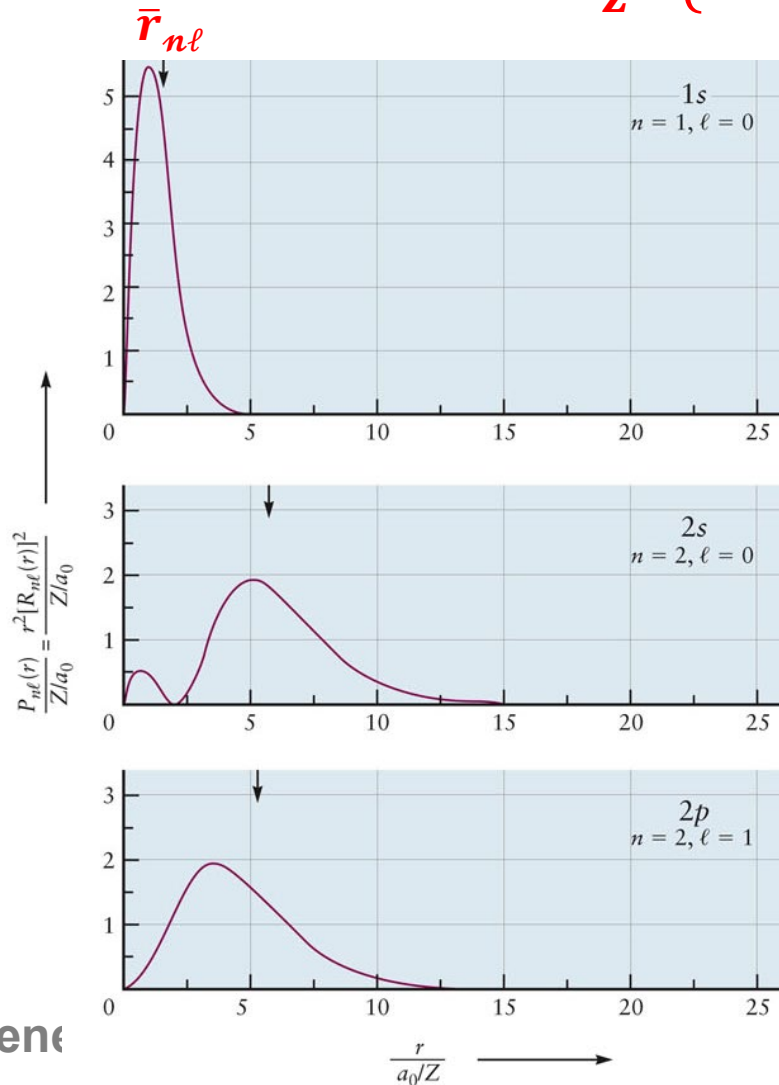 Z (
r̄nℓ
1s
n = 1, ℓ = 0
5
4
3
2
1
0 5 10 15 20 25
2s
n = 2, ℓ = 0
3
2
1
0 5 10 15 20 25
2p
n = 2, ℓ = 1
3
2
1
0 5 10 15 20 25
Pnℓ(r) / Z/a₀ = r²[Rnℓ(r)]² / Z/a₀
r / a₀/Z